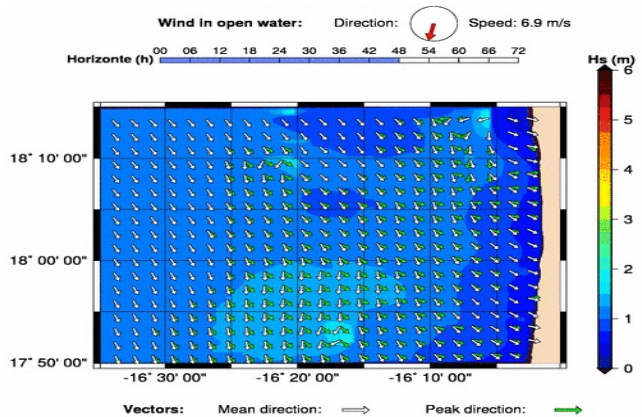 Wind in open water: Direction: Speed: 6.9 m/s
Horizonte (h) 00 06 12 18 24 30 36 42 48 54 60 66 72
Hs (m)
6
5
4
3
2
1
0
18° 10' 00"
18° 00' 00"
17° 50' 00"
-16° 30' 00" -16° 20' 00" -16° 10' 00"
Vectors: Mean direction: Peak direction: